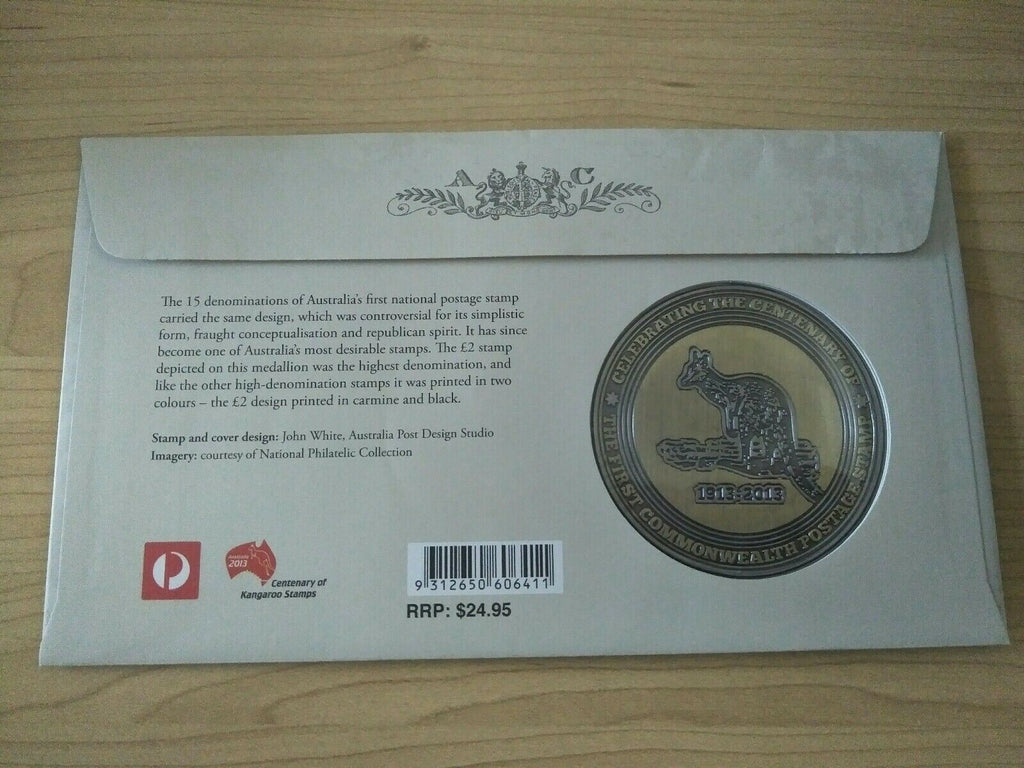 A C
The 15 denominations of Australia's first national postage stamp
carried the same design, which was controversial for its simplistic
form, fraught conceptualisation and republican spirit. It has since
become one of Australia's most desirable stamps. The £2 stamp
depicted on this medallion was the highest denomination, and
like the other high-denomination stamps it was printed in two
colours – the £2 design printed in carmine and black.
Stamp and cover design: John White, Australia Post Design Studio
Imagery: courtesy of National Philatelic Collection
CELEBRATING THE CENTENARY OF
THE FIRST COMMONWEALTH POSTAGE STAMP
1913-2013
Australia
2013
Centenary of
Kangaroo Stamps
9 312650 606411
RRP: $24.95